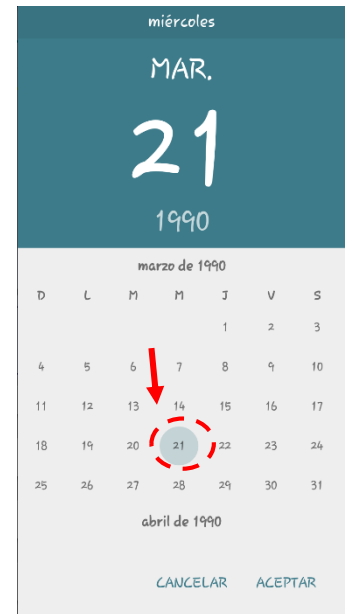 miércoles
MAR.
21
1990
marzo de 1990
D L M M J V S
1 2 3
4 5 6 7 8 9 10
11 12 13 14 15 16 17
18 19 20 21 22 23 24
25 26 27 28 29 30 31
abril de 1990
CANCELAR ACEPTAR